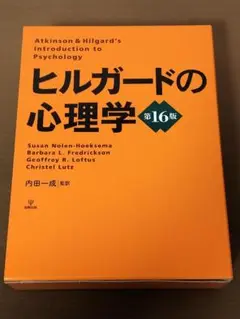 Atkinson & Hilgard's
Introduction to
Psychology
ヒルガードの
心理学
第16版
Susan Nolen-Hoeksema
Barbara L. Fredrickson
Geoffrey R. Loftus
Christel Lutz
内田一成 監訳